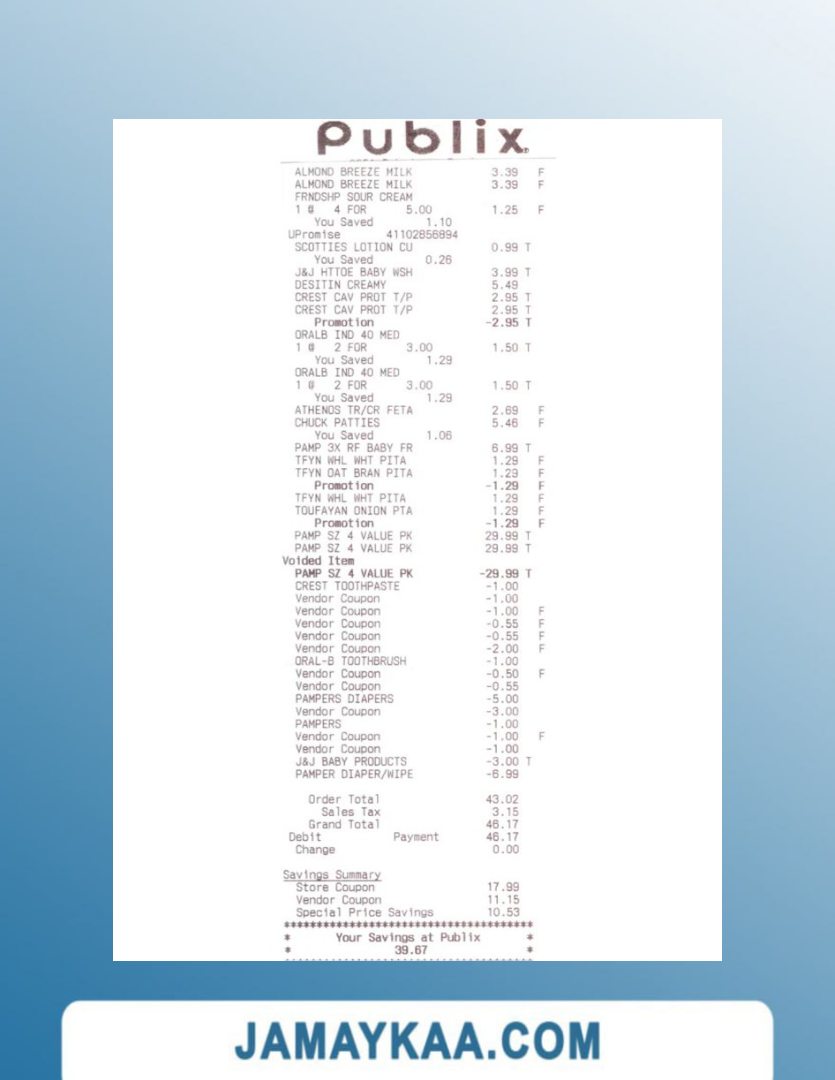 Publix.
ALMOND BREEZE MILK 3.39 F
ALMOND BREEZE MILK 3.39 F
FRNDSHP SOUR CREAM
1 @ 4 FOR 5.00 1.25 F
You Saved 1.10
UPromise 41102856894
SCOTTIES LOTION CU 0.99 T
You Saved 0.26
J&J HTTOE BABY WSH 3.99 T
DESITIN CREAMY 5.49
CREST CAV PROT T/P 2.95 T
CREST CAV PROT T/P 2.95 T
Promotion -2.95 T
ORALB IND 40 MED
1 @ 2 FOR 3.00 1.50 T
You Saved 1.29
ORALB IND 40 MED
1 @ 2 FOR 3.00 1.50 T
You Saved 1.29
ATHENOS TR/CR FETA 2.69 F
CHUCK PATTIES 5.46 F
You Saved 1.06
PAMP 3X RF BABY FR 6.99 T
TFYN WHL WHT PITA 1.29 F
TFYN OAT BRAN PITA 1.29 F
Promotion -1.29 F
TFYN WHL WHT PITA 1.29 F
TOUFAYAN ONION PTA 1.29 F
Promotion -1.29 F
PAMP SZ 4 VALUE PK 29.99 T
PAMP SZ 4 VALUE PK 29.99 T
Voided Item
PAMP SZ 4 VALUE PK -29.99 T
CREST TOOTHPASTE -1.00
Vendor Coupon -1.00
Vendor Coupon -1.00 F
Vendor Coupon -0.55 F
Vendor Coupon -0.55 F
Vendor Coupon -2.00 F
ORAL-B TOOTHBRUSH -1.00
Vendor Coupon -0.50 F
Vendor Coupon -0.55
PAMPERS DIAPERS -5.00
Vendor Coupon -3.00
PAMPERS -1.00
Vendor Coupon -1.00 F
Vendor Coupon -1.00
J&J BABY PRODUCTS -3.00 T
PAMPER DIAPER/WIPE -6.99
Order Total 43.02
Sales Tax 3.15
Grand Total 46.17
Debit Payment 46.17
Change 0.00
Savings Summary
Store Coupon 17.99
Vendor Coupon 11.15
Special Price Savings 10.53
**************************************
* Your Savings at Publix *
* 39.67 *
JAMAYKAA.COM